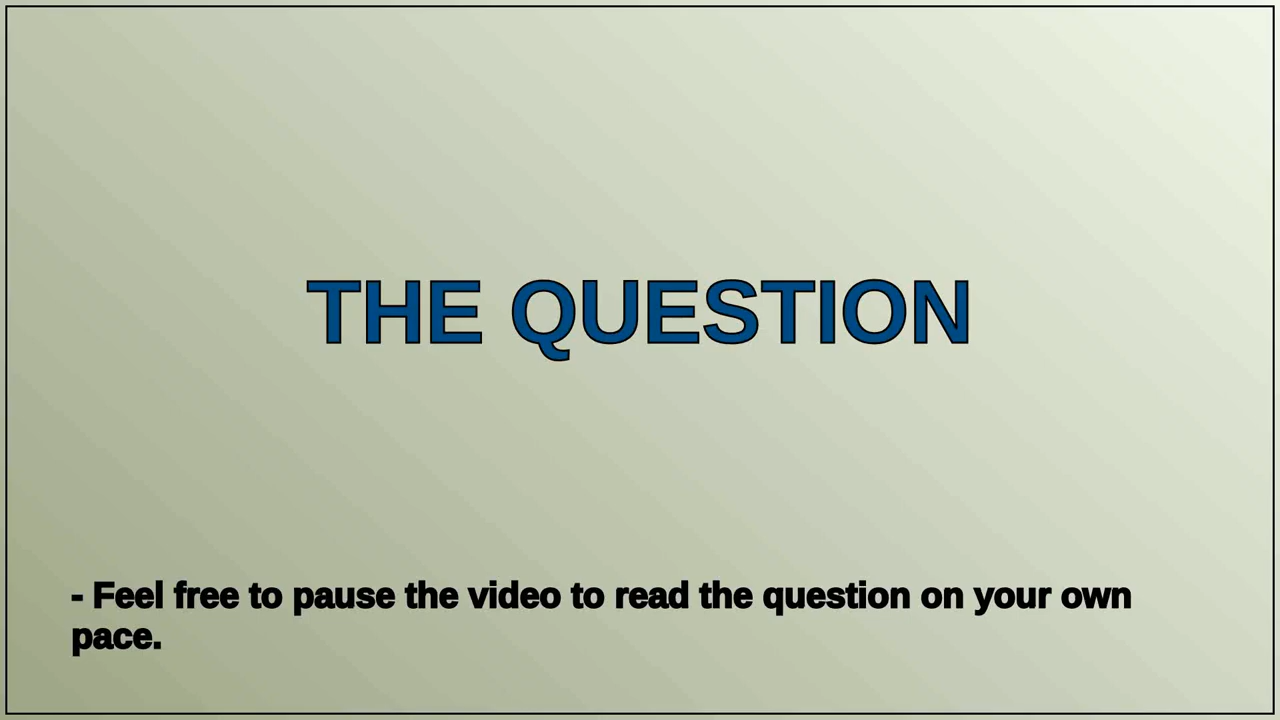 THE QUESTION
- Feel free to pause the video to read the question on your own
pace.